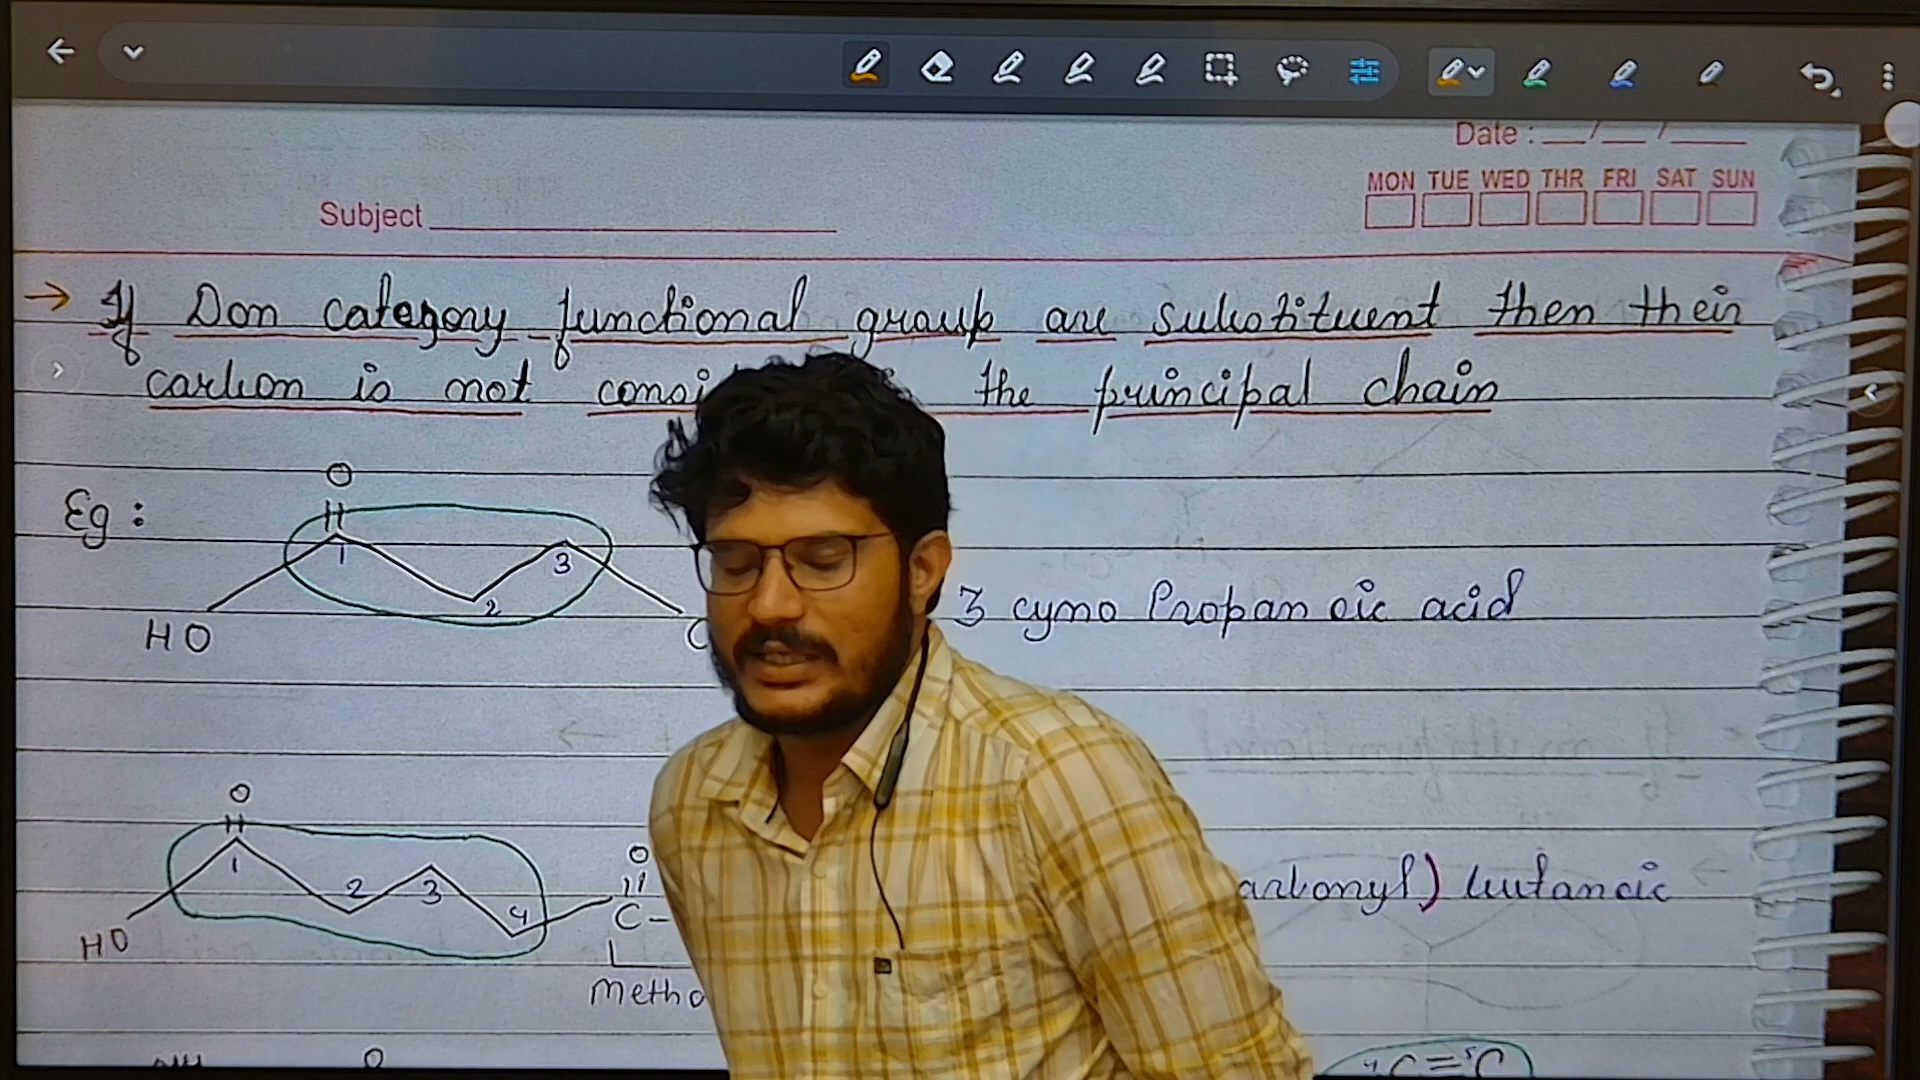 Date : __/__/____
MON TUE WED THR FRI SAT SUN
Subject
→ If Don category functional group are substituent then their
carbon is not the principal chain
Eg :
O
1
2
3
HO
3 cyno Propan oic acid
O
1
2
3
4
HO
O
C -
arbonyl) butanoic
Metho
O
4C=5C